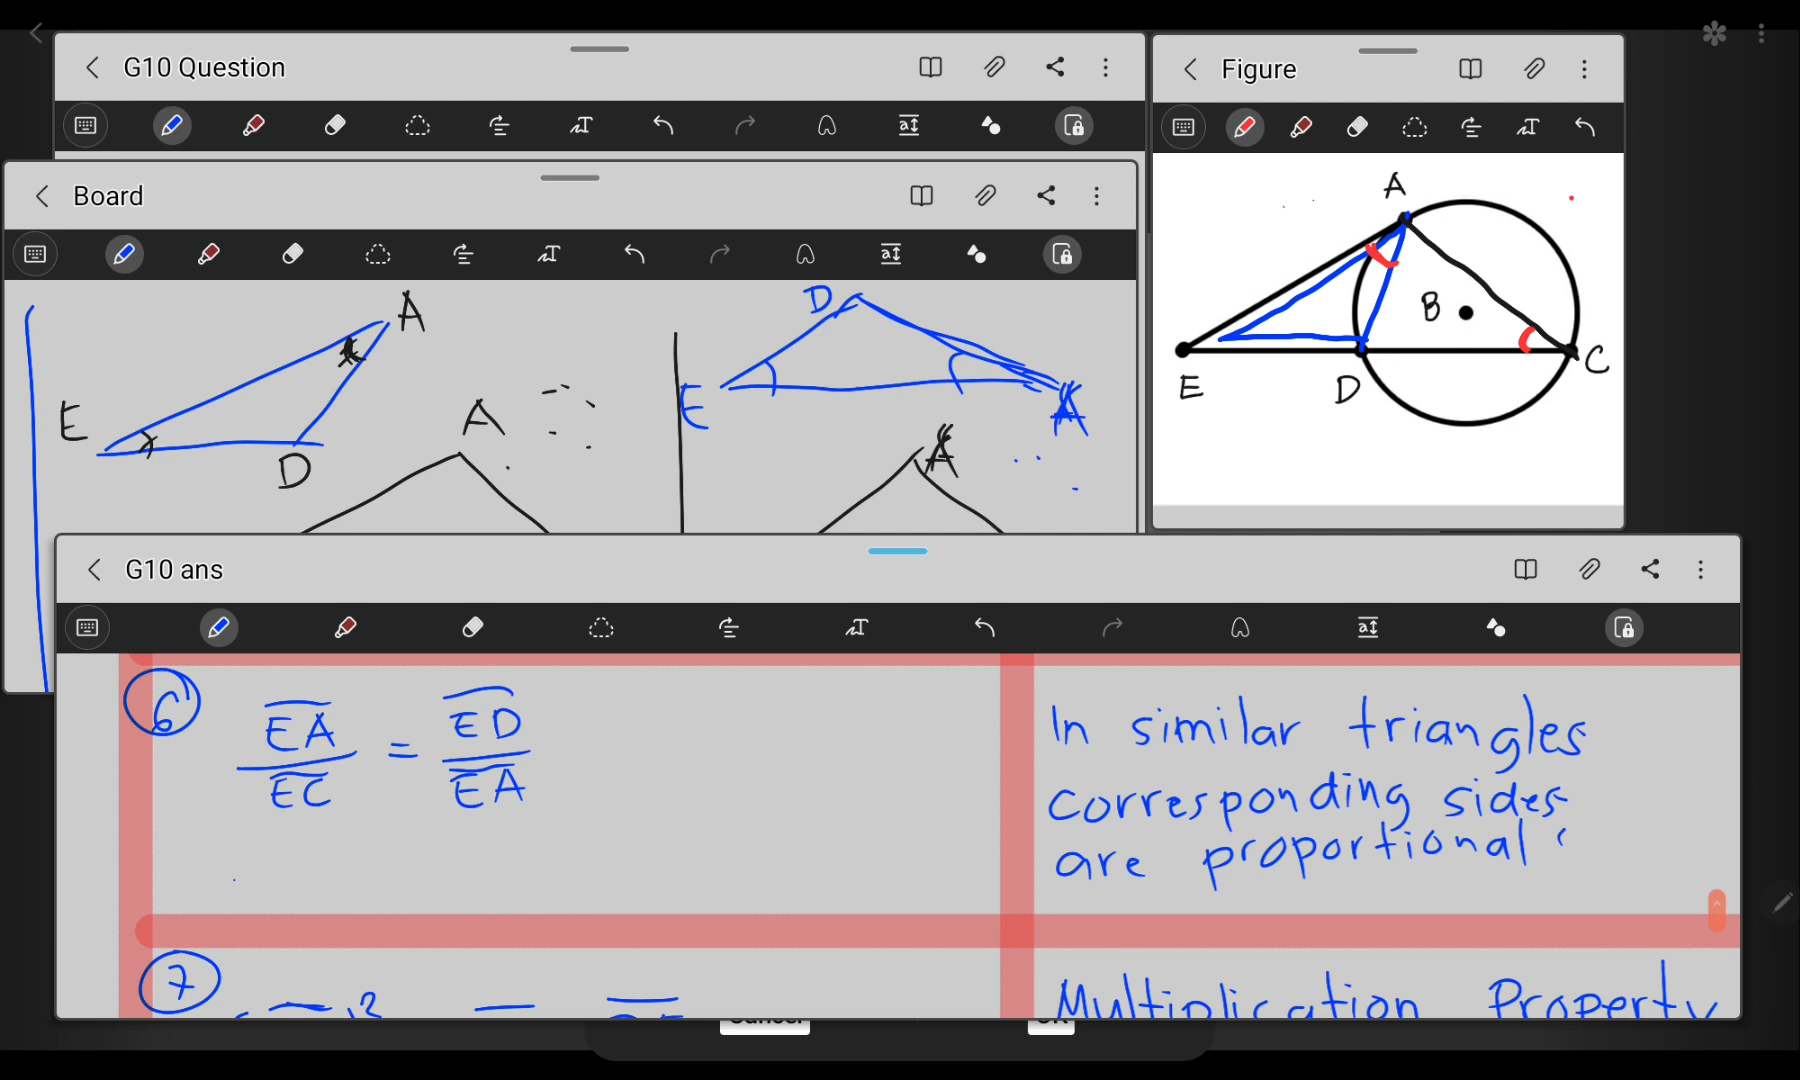 G10 Question
Figure
Board
A
B
C
D
E
A
E
D
A
D
E
A
A
G10 ans
6
EA / EC = ED / EA
In similar triangles
corresponding sides
are proportional
7
2
Multiplication Property